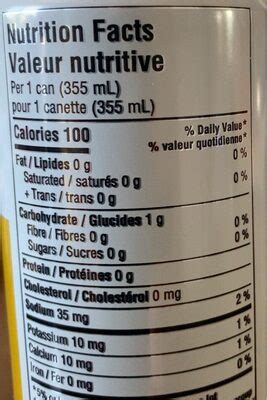 Nutrition Facts
Valeur nutritive
Per 1 can (355 mL)
pour 1 canette (355 mL)
Calories 100
% Daily Value*
% valeur quotidienne*
Fat / Lipides 0 g 0 %
Saturated / saturés 0 g 0 %
+ Trans / trans 0 g
Carbohydrate / Glucides 1 g
Fibre / Fibres 0 g 0 %
Sugars / Sucres 0 g 0 %
Protein / Protéines 0 g
Cholesterol / Cholestérol 0 mg
Sodium 35 mg 2 %
Potassium 10 mg 1 %
Calcium 10 mg 1 %
Iron / Fer 0 mg 0 %